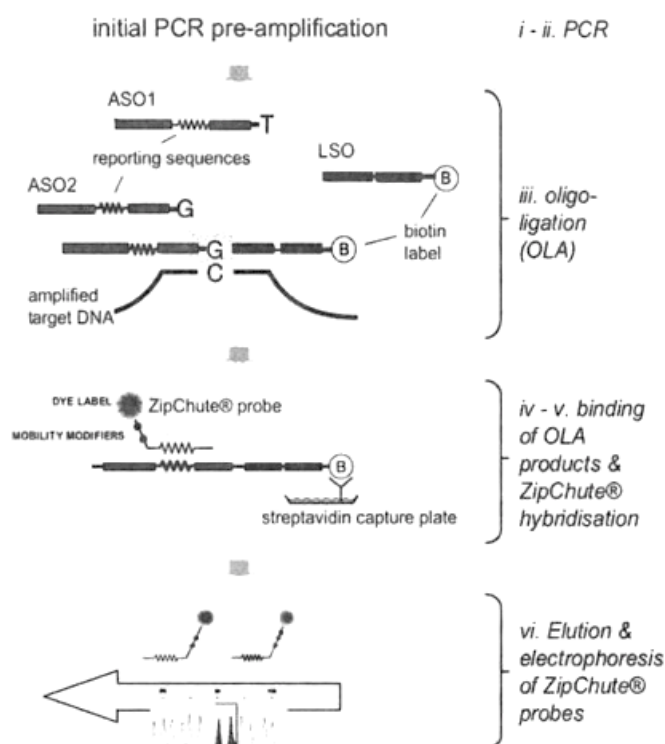 initial PCR pre-amplification
i - ii. PCR
ASO1
T
reporting sequences
LSO
B
ASO2
G
biotin
label
G
B
C
amplified
target DNA
iii. oligo-
ligation
(OLA)
DYE LABEL
ZipChute® probe
MOBILITY MODIFIERS
B
streptavidin capture plate
iv - v. binding
of OLA
products &
ZipChute®
hybridisation
vi. Elution &
electrophoresis
of ZipChute®
probes